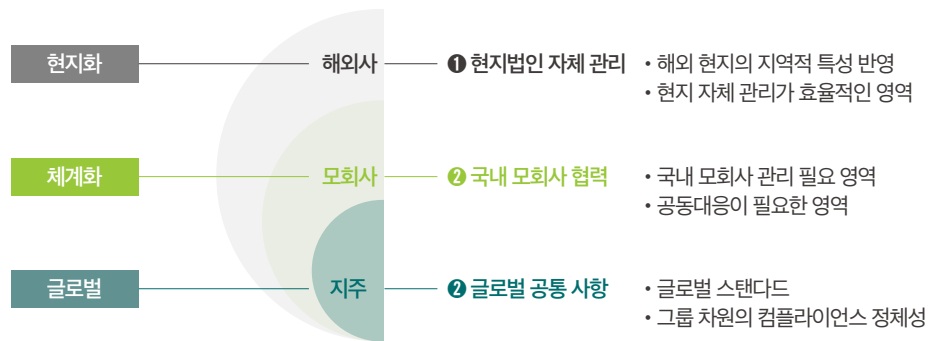 현지화 해외사 ❶ 현지법인 자체 관리 • 해외 현지의 지역적 특성 반영
• 현지 자체 관리가 효율적인 영역
체계화 모회사 ❷ 국내 모회사 협력 • 국내 모회사 관리 필요 영역
• 공동대응이 필요한 영역
글로벌 지주 ❷ 글로벌 공통 사항 • 글로벌 스탠다드
• 그룹 차원의 컴플라이언스 정체성